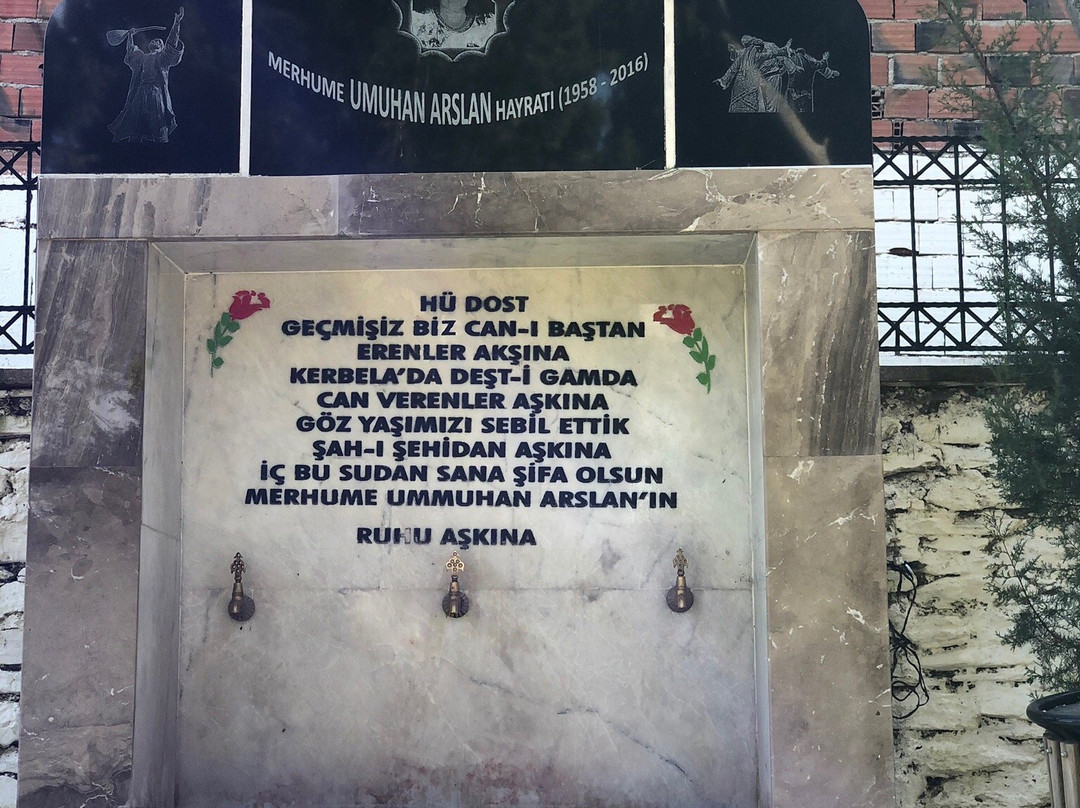 MERHUME UMUHAN ARSLAN HAYRATI (1958 - 2016)
HÜ DOST
GEÇMİŞİZ BİZ CAN-I BAŞTAN
ERENLER AKŞINA
KERBELA'DA DEŞT-İ GAMDA
CAN VERENLER AŞKINA
GÖZ YAŞIMIZI SEBİL ETTİK
ŞAH-I ŞEHİDAN AŞKINA
İÇ BU SUDAN SANA ŞİFA OLSUN
MERHUME UMMUHAN ARSLAN'IN
RUHU AŞKINA